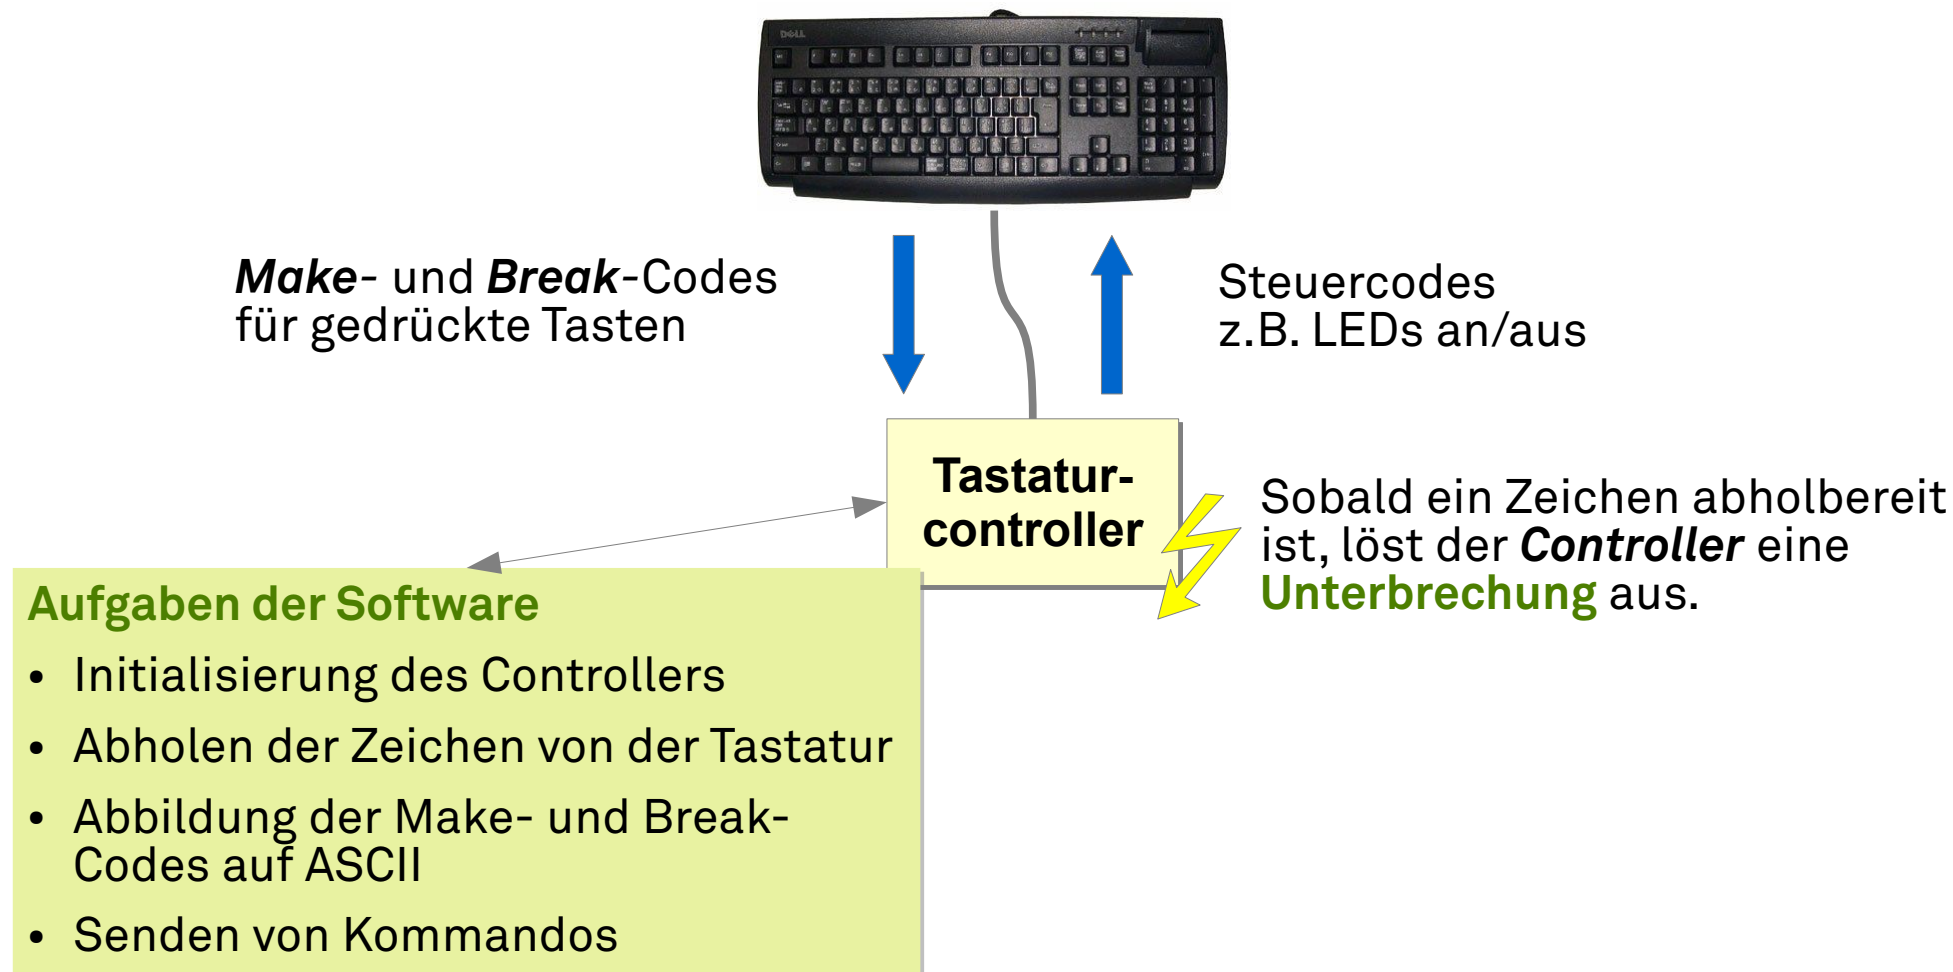 DELL
Make- und Break-Codes
für gedrückte Tasten
Steuercodes
z.B. LEDs an/aus
Tastatur-
controller
Sobald ein Zeichen abholbereit
ist, löst der Controller eine
Unterbrechung aus.
Aufgaben der Software
• Initialisierung des Controllers
• Abholen der Zeichen von der Tastatur
• Abbildung der Make- und Break-
Codes auf ASCII
• Senden von Kommandos